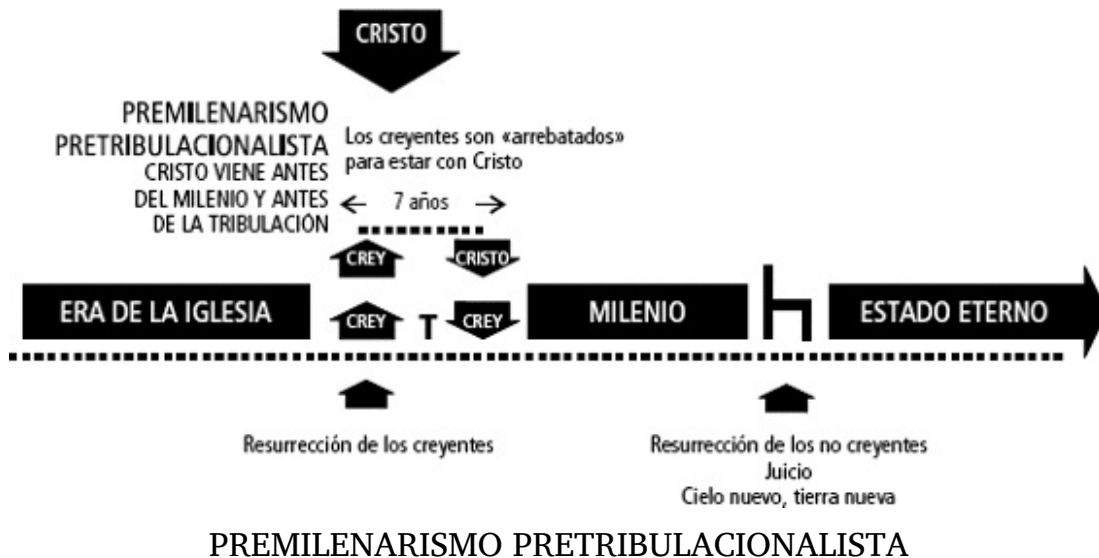 CRISTO
PREMILENARISMO
PRETRIBULACIONALISTA
CRISTO VIENE ANTES
DEL MILENIO Y ANTES
DE LA TRIBULACIÓN
Los creyentes son «arrebatados»
para estar con Cristo
7 años
CREY
CRISTO
ERA DE LA IGLESIA
CREY
T
CREY
MILENIO
ESTADO ETERNO
Resurrección de los creyentes
Resurrección de los no creyentes
Juicio
Cielo nuevo, tierra nueva
PREMILENARISMO PRETRIBULACIONALISTA